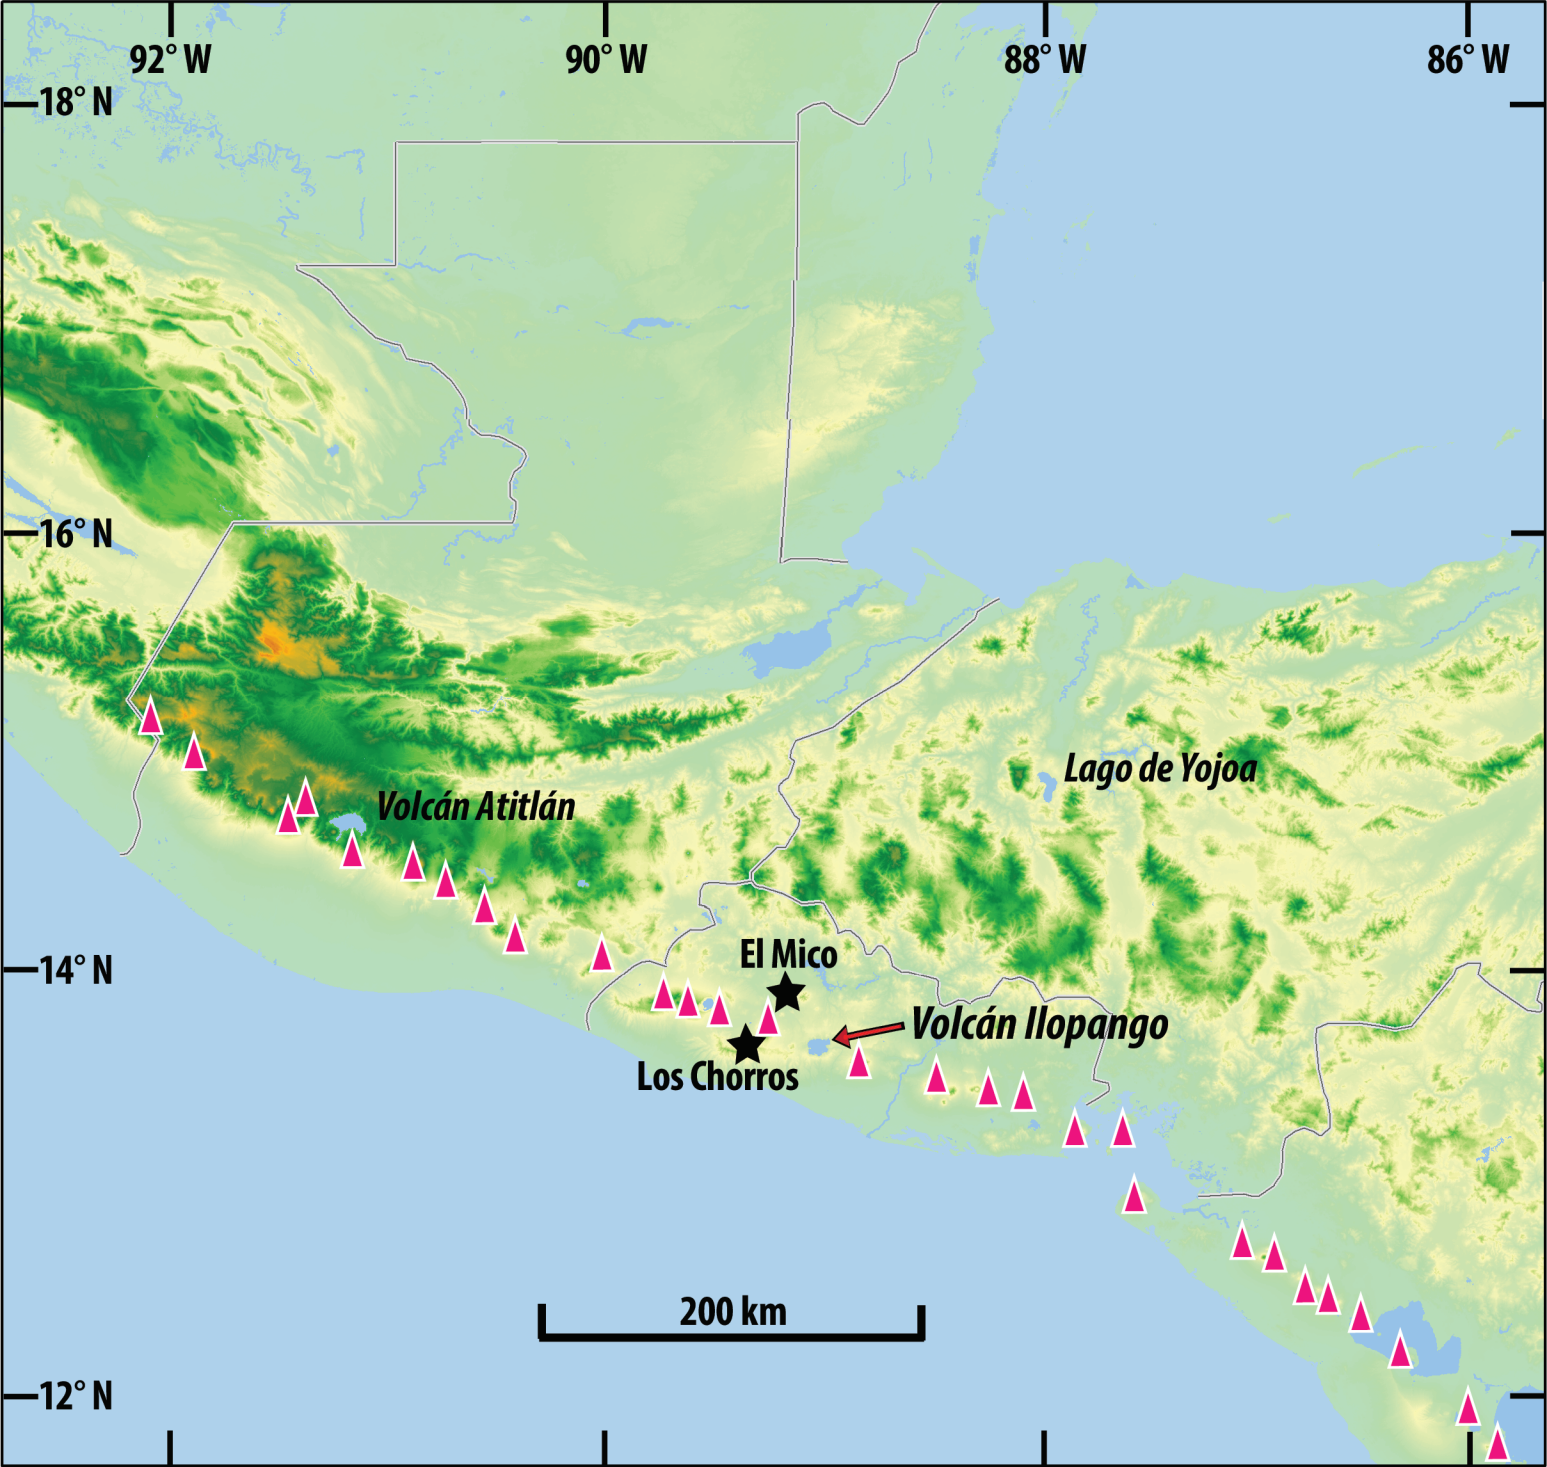 92° W
90° W
88° W
86° W
18° N
16° N
Lago de Yojoa
Volcán Atitlán
El Mico
14° N
Volcán Ilopango
Los Chorros
200 km
12° N